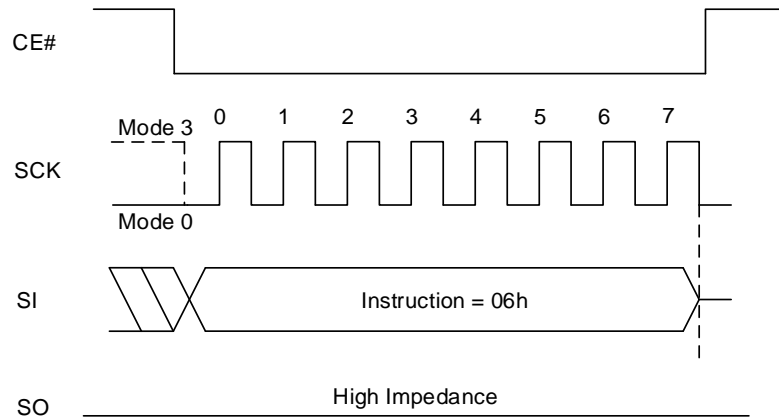 CE#
Mode 3
0 1 2 3 4 5 6 7
SCK
Mode 0
SI
Instruction = 06h
SO
High Impedance